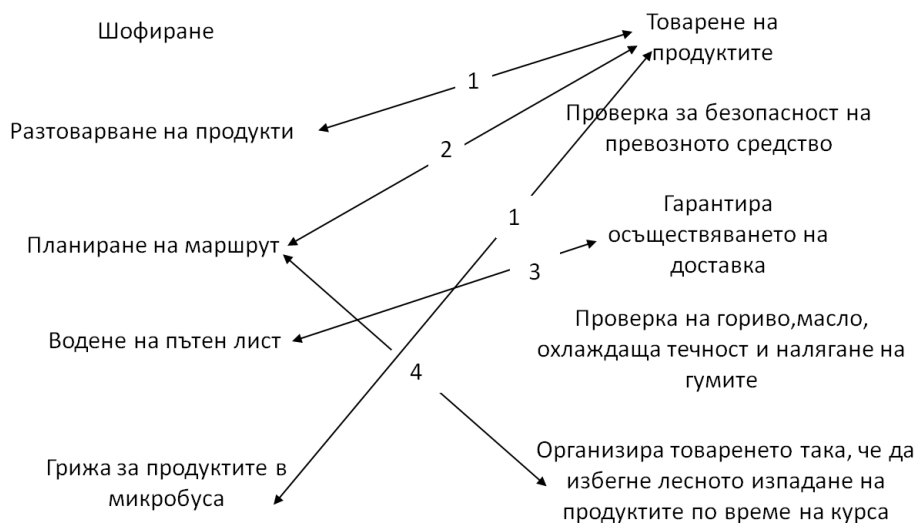 Шофиране
Товарене на
продуктите
1
Разтоварване на продукти
Проверка за безопасност на
превозното средство
2
Планиране на маршрут
1
Гарантира
осъществяването на
доставка
3
Водене на пътен лист
Проверка на гориво,масло,
охлаждаща течност и налягане на
гумите
4
Грижа за продуктите в
микробуса
Организира товаренето така, че да
избегне лесното изпадане на
продуктите по време на курса